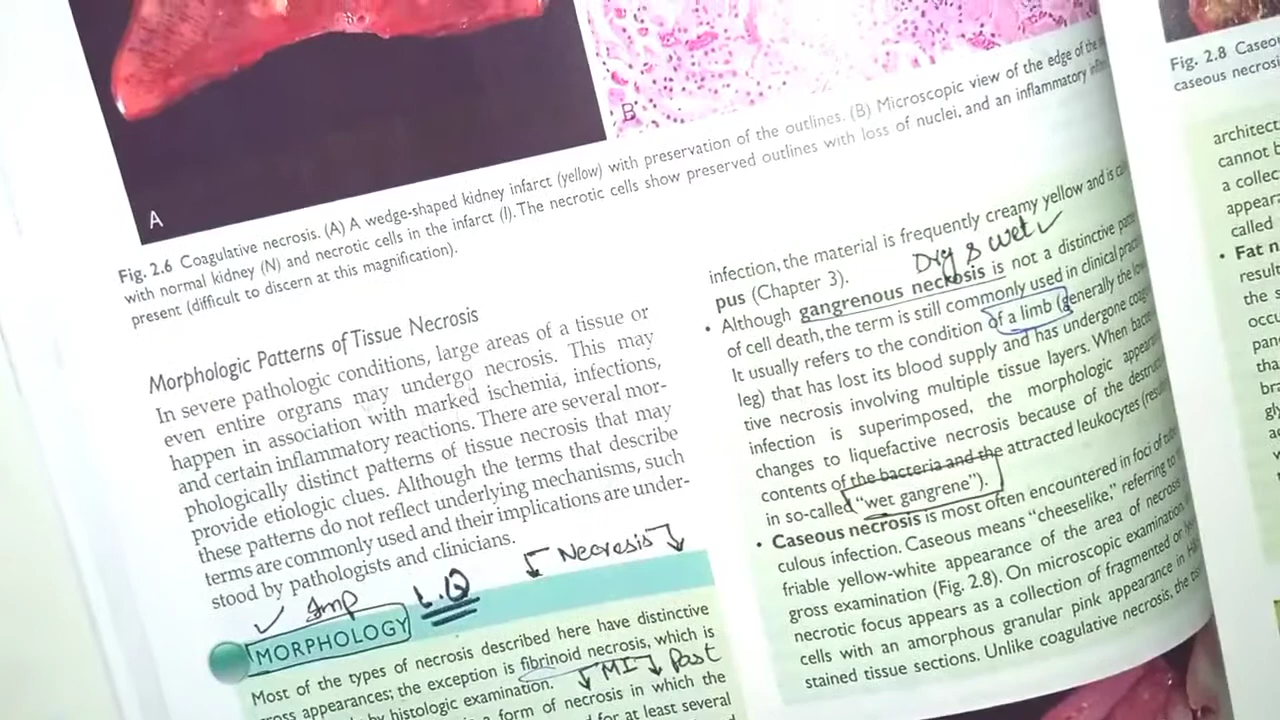 A
B
Fig. 2.6 Coagulative necrosis. (A) A wedge-shaped kidney infarct (yellow) with preservation of the outlines. (B) Microscopic view of the edge of the
with normal kidney (N) and necrotic cells in the infarct (I). The necrotic cells show preserved outlines with loss of nuclei, and an inflammatory
present (difficult to discern at this magnification).
Morphologic Patterns of Tissue Necrosis
In severe pathologic conditions, large areas of a tissue or
even entire orgrans may undergo necrosis. This may
happen in association with marked ischemia, infections,
and certain inflammatory reactions. There are several mor-
phologically distinct patterns of tissue necrosis that may
provide etiologic clues. Although the terms that describe
these patterns do not reflect underlying mechanisms, such
terms are commonly used and their implications are under-
stood by pathologists and clinicians.
✓ Imp L.Q Necrosis
MORPHOLOGY
Most of the types of necrosis described here have distinctive
appearances; the exception is fibrinoid necrosis, which is
by histologic examination. MI Past
a form of necrosis in which the
for at least several
infection, the material is frequently creamy yellow and is
pus (Chapter 3). Dry & wet ✓
• Although gangrenous necrosis is not a distinctive
of cell death, the term is still commonly used in clinical
It usually refers to the condition of a limb (generally the
leg) that has lost its blood supply and has undergone
tive necrosis involving multiple tissue layers. When
infection is superimposed, the morphologic
changes to liquefactive necrosis because of the
contents of the bacteria and the attracted leukocytes
in so-called "wet gangrene").
• Caseous necrosis is most often encountered in foci of
culous infection. Caseous means "cheeselike," referring to
friable yellow-white appearance of the area of necrosis
gross examination (Fig. 2.8). On microscopic examination
necrotic focus appears as a collection of fragmented or
cells with an amorphous granular pink appearance in
stained tissue sections. Unlike coagulative necrosis, the
Fig. 2.8
caseous
cannot
a collec
appear
called
• Fat
result
the